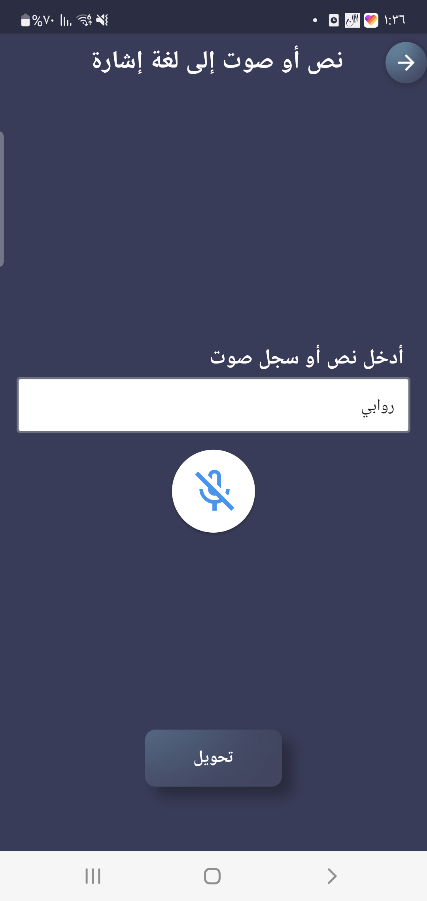 ١:٣٦ ٧٠%
نص أو صوت إلى لغة إشارة
أدخل نص أو سجل صوت
روابي
تحويل